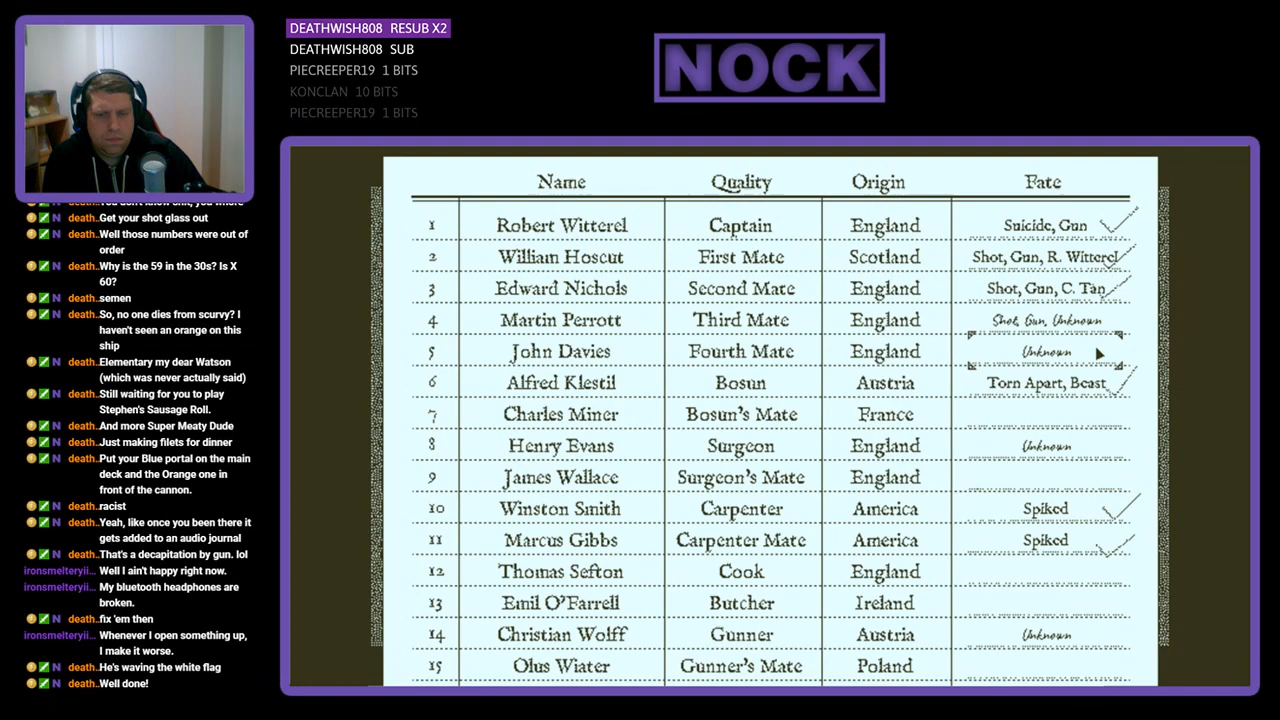 DEATHWISH808 RESUB X2
DEATHWISH808 SUB
PIECREEPER19 1 BITS
KONCLAN 10 BITS
PIECREEPER19 1 BITS
NOCK
death.. Get your shot glass out
death.. Well those numbers were out of
order
death.. Why is the 59 in the 30s? Is X
60?
death.. semen
death.. So, no one dies from scurvy? I
haven't seen an orange on this
ship
death.. Elementary my dear Watson
(which was never actually said)
death.. Still waiting for you to play
Stephen's Sausage Roll.
death.. And more Super Meaty Dude
death.. Just making filets for dinner
death.. Put your Blue portal on the main
deck and the Orange one in
front of the cannon.
death.. racist
death.. Yeah, like once you been there it
gets added to an audio journal
death.. That's a decapitation by gun. lol
ironsmelteryii... Well I ain't happy right now.
ironsmelteryii... My bluetooth headphones are
broken.
death.. fix 'em then
ironsmelteryii... Whenever I open something up,
I make it worse.
death.. He's waving the white flag
death.. Well done!
Name Quality Origin Fate
1 Robert Witterel Captain England Suicide, Gun
2 William Hoscut First Mate Scotland Shot, Gun, R. Witterel
3 Edward Nichols Second Mate England Shot, Gun, C. Tan
4 Martin Perrott Third Mate England Shot, Gun, Unknown
5 John Davies Fourth Mate England Unknown
6 Alfred Klestil Bosun Austria Torn Apart, Beast
7 Charles Miner Bosun's Mate France
8 Henry Evans Surgeon England Unknown
9 James Wallace Surgeon's Mate England
10 Winston Smith Carpenter America Spiked
11 Marcus Gibbs Carpenter Mate America Spiked
12 Thomas Sefton Cook England
13 Emil O'Farrell Butcher Ireland
14 Christian Wolff Gunner Austria Unknown
15 Olus Wiater Gunner's Mate Poland